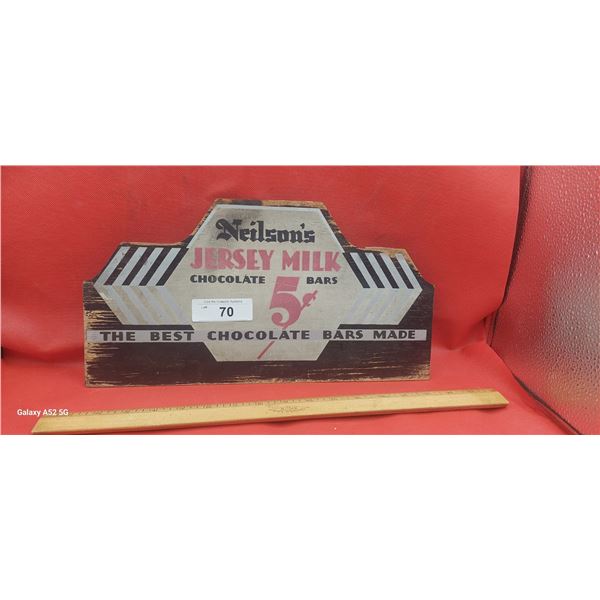 Neilson's
JERSEY MILK
CHOCOLATE BARS
5¢
70
THE BEST CHOCOLATE BARS MADE
Galaxy A52 5G